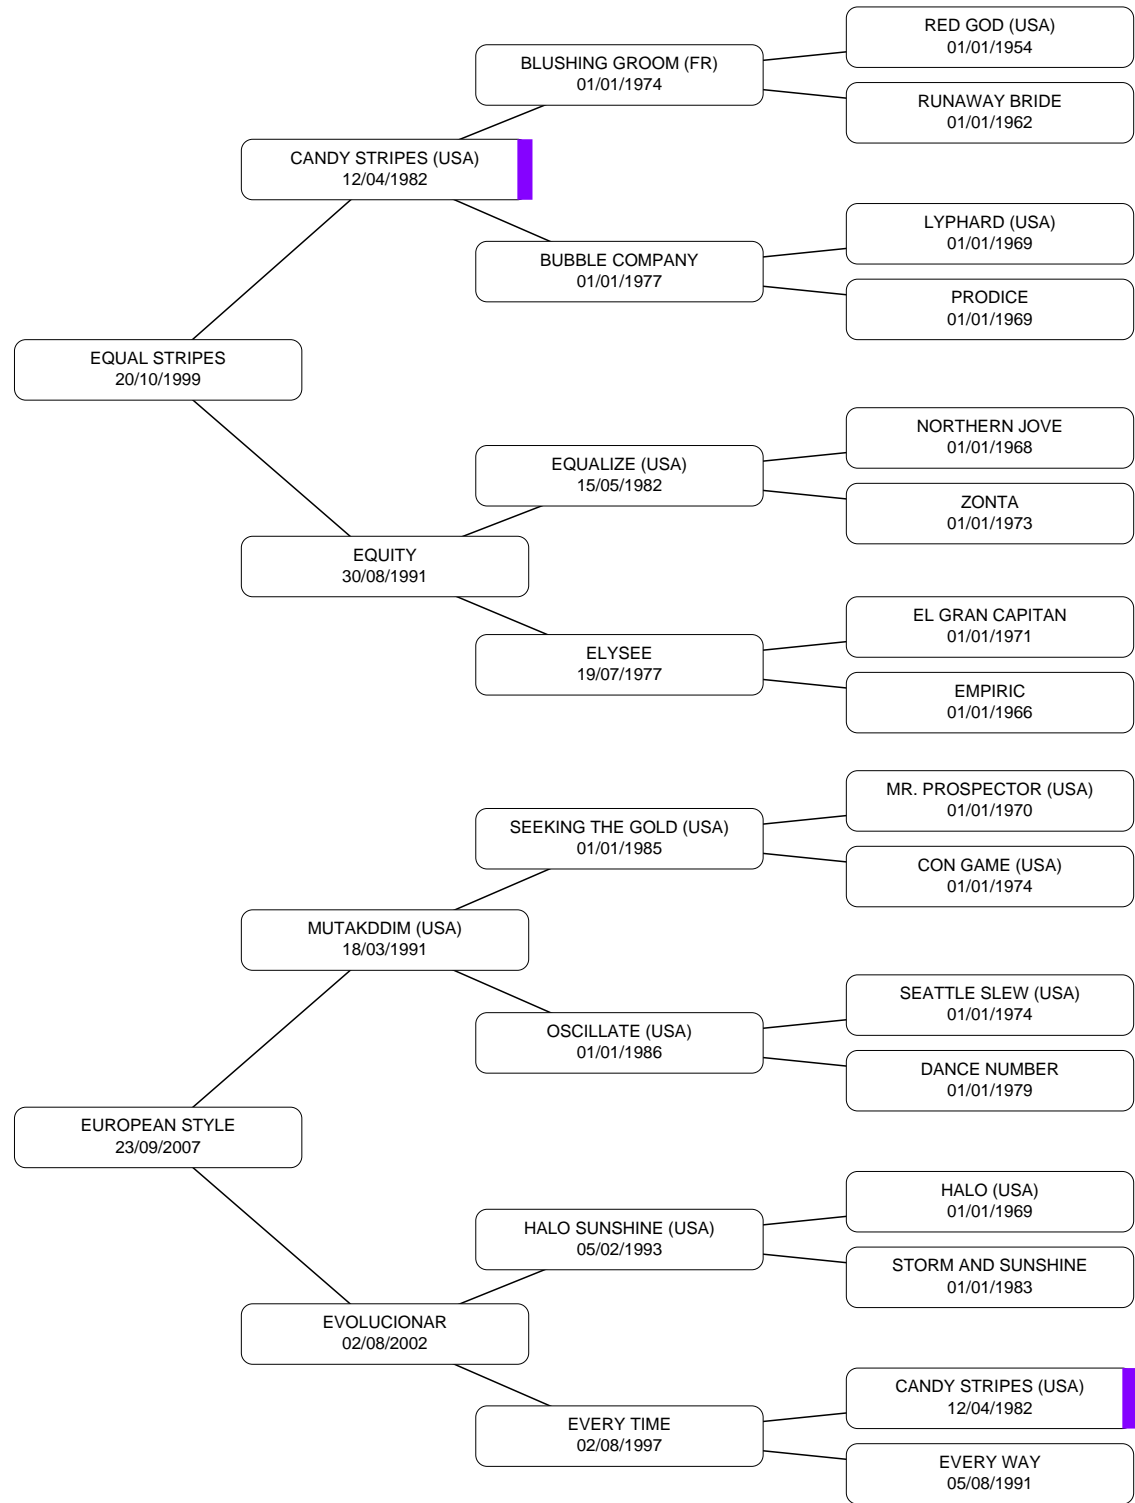 RED GOD (USA)
01/01/1954
BLUSHING GROOM (FR)
01/01/1974
RUNAWAY BRIDE
01/01/1962
CANDY STRIPES (USA)
12/04/1982
LYPHARD (USA)
01/01/1969
BUBBLE COMPANY
01/01/1977
PRODICE
01/01/1969
EQUAL STRIPES
20/10/1999
NORTHERN JOVE
01/01/1968
EQUALIZE (USA)
15/05/1982
ZONTA
01/01/1973
EQUITY
30/08/1991
EL GRAN CAPITAN
01/01/1971
ELYSEE
19/07/1977
EMPIRIC
01/01/1966
MR. PROSPECTOR (USA)
01/01/1970
SEEKING THE GOLD (USA)
01/01/1985
CON GAME (USA)
01/01/1974
MUTAKDDIM (USA)
18/03/1991
SEATTLE SLEW (USA)
01/01/1974
OSCILLATE (USA)
01/01/1986
DANCE NUMBER
01/01/1979
EUROPEAN STYLE
23/09/2007
HALO (USA)
01/01/1969
HALO SUNSHINE (USA)
05/02/1993
STORM AND SUNSHINE
01/01/1983
EVOLUCIONAR
02/08/2002
CANDY STRIPES (USA)
12/04/1982
EVERY TIME
02/08/1997
EVERY WAY
05/08/1991